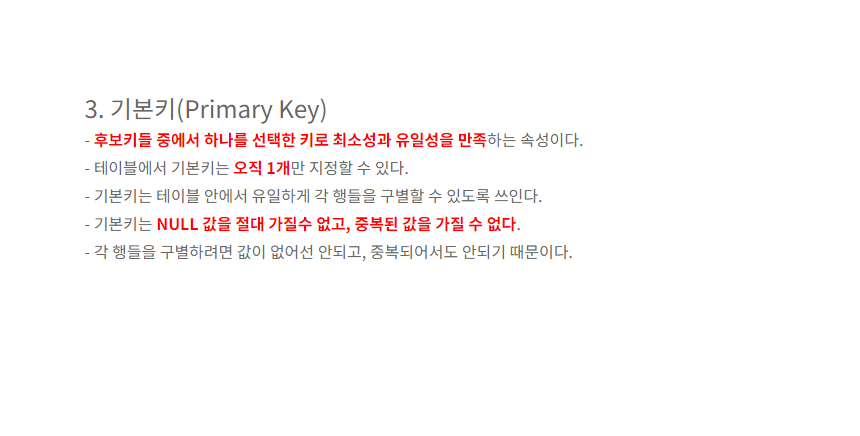 3. 기본키(Primary Key)
- 후보키들 중에서 하나를 선택한 키로 최소성과 유일성을 만족하는 속성이다.
- 테이블에서 기본키는 오직 1개만 지정할 수 있다.
- 기본키는 테이블 안에서 유일하게 각 행들을 구별할 수 있도록 쓰인다.
- 기본키는 NULL 값을 절대 가질수 없고, 중복된 값을 가질 수 없다.
- 각 행들을 구별하려면 값이 없어선 안되고, 중복되어서도 안되기 때문이다.